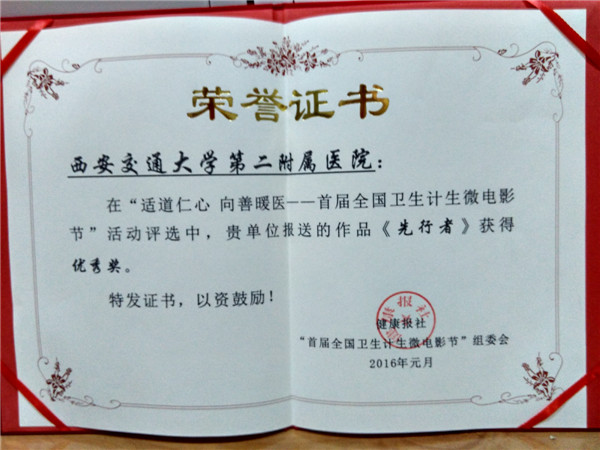 荣誉证书
西安交通大学第二附属医院：
在“适道仁心 向善暖医——首届全国卫生计生微电影
节”活动评选中，贵单位报送的作品《先行者》获得
优秀奖。
特发证书，以资鼓励！
健康报社
健康报社
“首届全国卫生计生微电影节”组委会
2016年元月